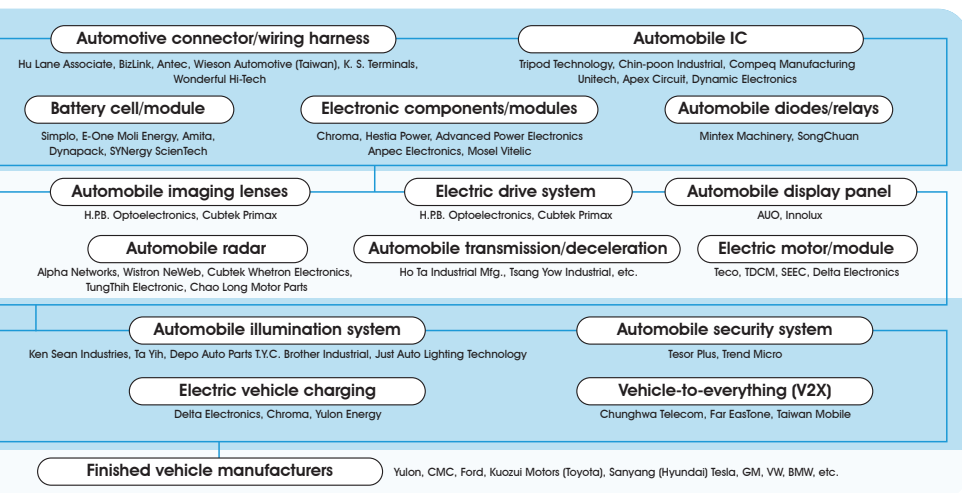 Automotive connector/wiring harness
Hu Lane Associate, BizLink, Antec, Wieson Automotive (Taiwan), K. S. Terminals,
Wonderful Hi-Tech
Automobile IC
Tripod Technology, Chin-poon Industrial, Compeq Manufacturing
Unitech, Apex Circuit, Dynamic Electronics
Battery cell/module
Simplo, E-One Moli Energy, Amita,
Dynapack, SYNergy ScienTech
Electronic components/modules
Chroma, Hestia Power, Advanced Power Electronics
Anpec Electronics, Mosel Vitelic
Automobile diodes/relays
Mintex Machinery, SongChuan
Automobile imaging lenses
H.P.B. Optoelectronics, Cubtek Primax
Electric drive system
H.P.B. Optoelectronics, Cubtek Primax
Automobile display panel
AUO, Innolux
Automobile radar
Alpha Networks, Wistron NeWeb, Cubtek Whetron Electronics,
TungThih Electronic, Chao Long Motor Parts
Automobile transmission/deceleration
Ho Ta Industrial Mfg., Tsang Yow Industrial, etc.
Electric motor/module
Teco, TDCM, SEEC, Delta Electronics
Automobile illumination system
Ken Sean Industries, Ta Yih, Depo Auto Parts T.Y.C. Brother Industrial, Just Auto Lighting Technology
Automobile security system
Tesor Plus, Trend Micro
Electric vehicle charging
Delta Electronics, Chroma, Yulon Energy
Vehicle-to-everything (V2X)
Chunghwa Telecom, Far EasTone, Taiwan Mobile
Finished vehicle manufacturers
Yulon, CMC, Ford, Kuozui Motors (Toyota), Sanyang (Hyundai) Tesla, GM, VW, BMW, etc.